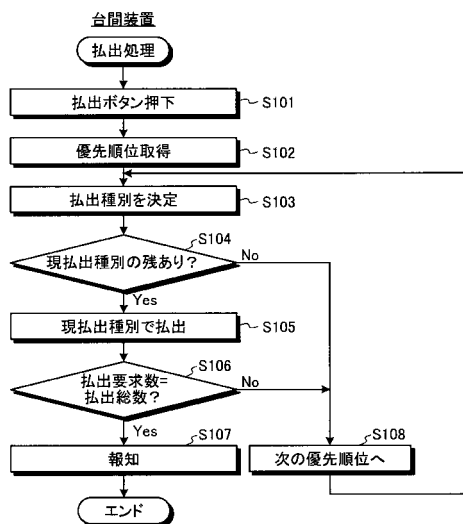 台間装置
払出処理
払出ボタン押下
S101
優先順位取得
S102
払出種別を決定
S103
S104
現払出種別の残あり?
No
Yes
現払出種別で払出
S105
S106
払出要求数=
払出総数?
No
Yes
S107
報知
S108
次の優先順位へ
エンド